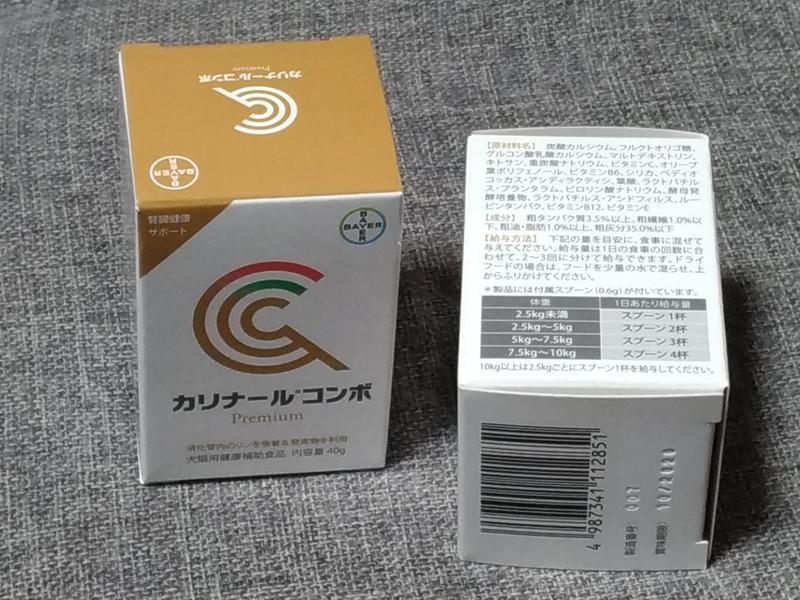 カリナール®コンボ
Premium
BAYER
BAYER
腎臓健康
サポート
BAYER
BAYER
カリナール®コンボ
Premium
消化管内のリンを吸着&窒素物を利用
犬猫用健康補助食品 内容量 40g
【原材料名】 炭酸カルシウム、フルクトオリゴ糖、
グルコン酸乳酸カルシウム、マルトデキストリン、
キトサン、重炭酸ナトリウム、ビタミンC、オリーブ
葉ポリフェノール、ビタミンB6、シリカ、ペディオ
コッカス・アシディラクティシ、葉酸、ラクトバチル
ス・プランタラム、ピロリン酸ナトリウム、酵母発
酵培養物、ラクトバチルス・アシドフィルス、ルー
ピンタンパク、ビタミンB12、ビタミンE
【成分】 粗タンパク質3.5%以上、粗繊維1.0%以
下、粗油・脂肪1.0%以上、粗灰分35.0%以下
【給与方法】 下記の量を目安に、食事に混ぜて
与えてください。給与量は1日の食事の回数に合
わせて、2〜3回に分けて給与できます。ドライ
フードの場合は、フードを少量の水で湿らせ、上
からふりかけてください。
*製品には付属スプーン(0.6g)が付いています。
体重 1日あたり給与量
2.5kg未満 スプーン 1杯
2.5kg〜5kg スプーン 2杯
5kg〜7.5kg スプーン 3杯
7.5kg〜10kg スプーン 4杯
10kg以上は2.5kgごとにスプーン1杯を給与してください。
4 987341 112851
製造番号: 007
賞味期限: 10/2020